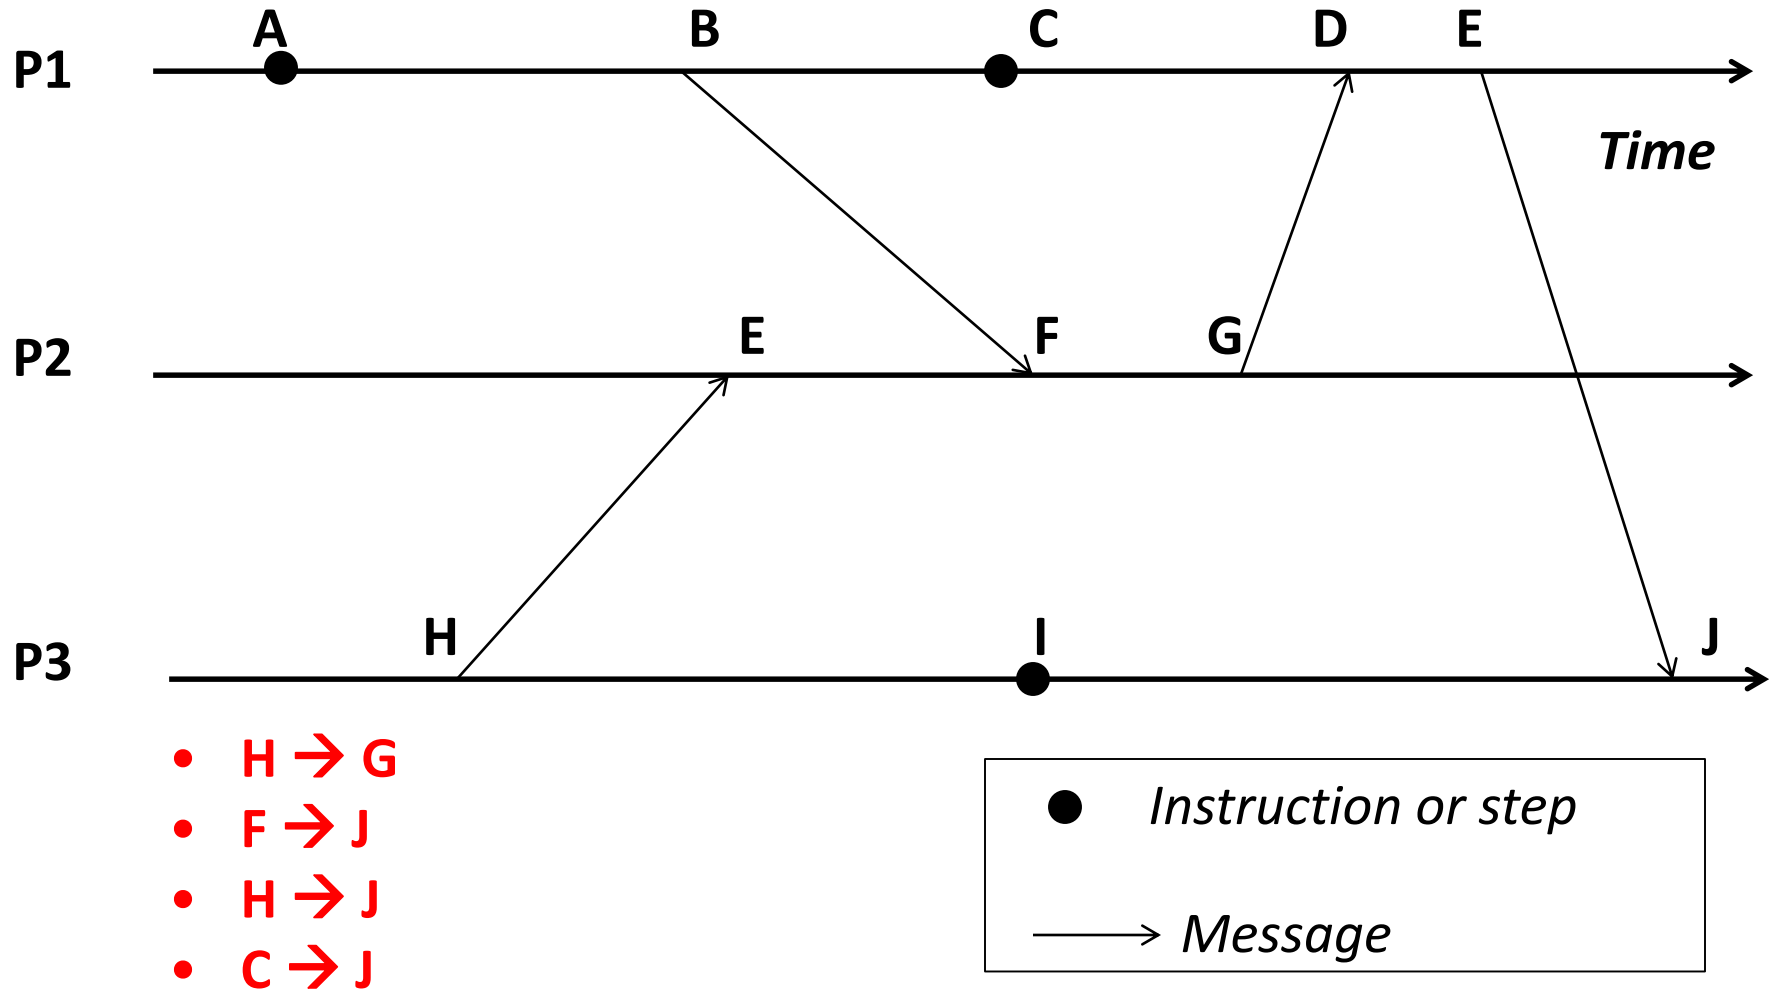 A B C D E
P1
Time
E F G
P2
H I J
P3
• H → G
• F → J
• H → J
• C → J
Instruction or step
Message